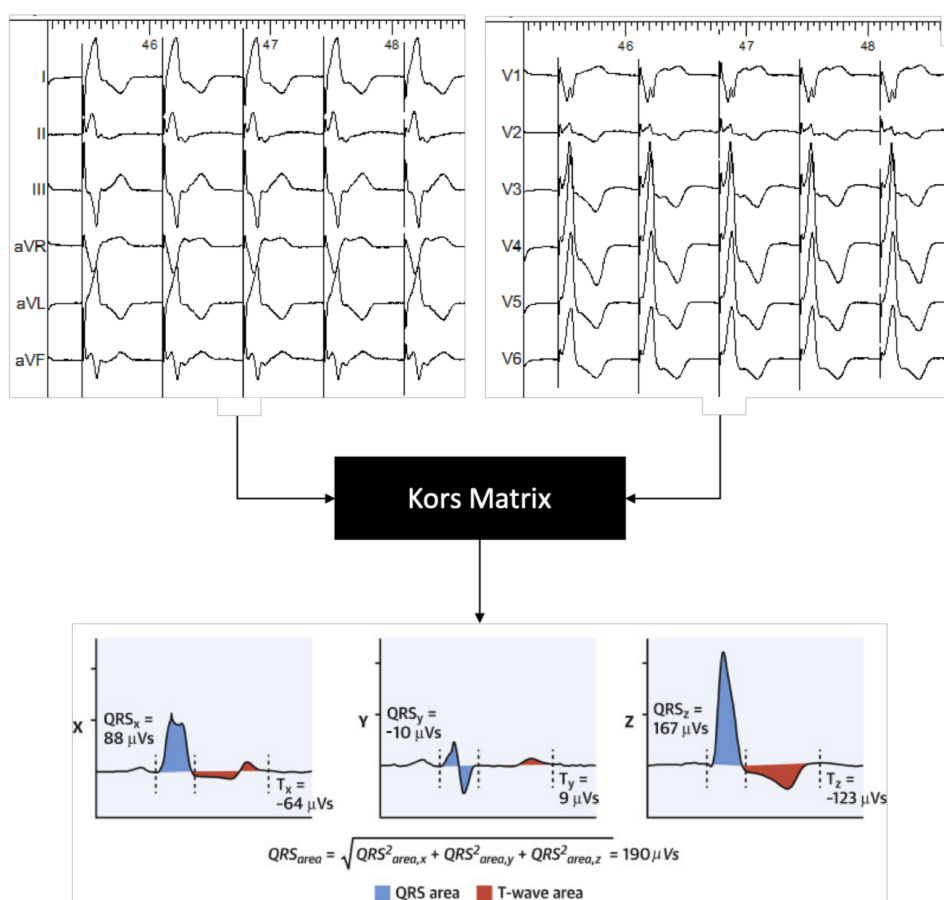 46 47 48
I
II
III
aVR
aVL
aVF
46 47 48
V1
V2
V3
V4
V5
V6
Kors Matrix
X
QRSx =
88 μVs
Tx =
-64 μVs
Y
QRSy =
-10 μVs
Ty =
9 μVs
Z
QRSz =
167 μVs
Tz =
-123 μVs
QRSarea = √QRS²area,x + QRS²area,y + QRS²area,z = 190 μVs
QRS area T-wave area